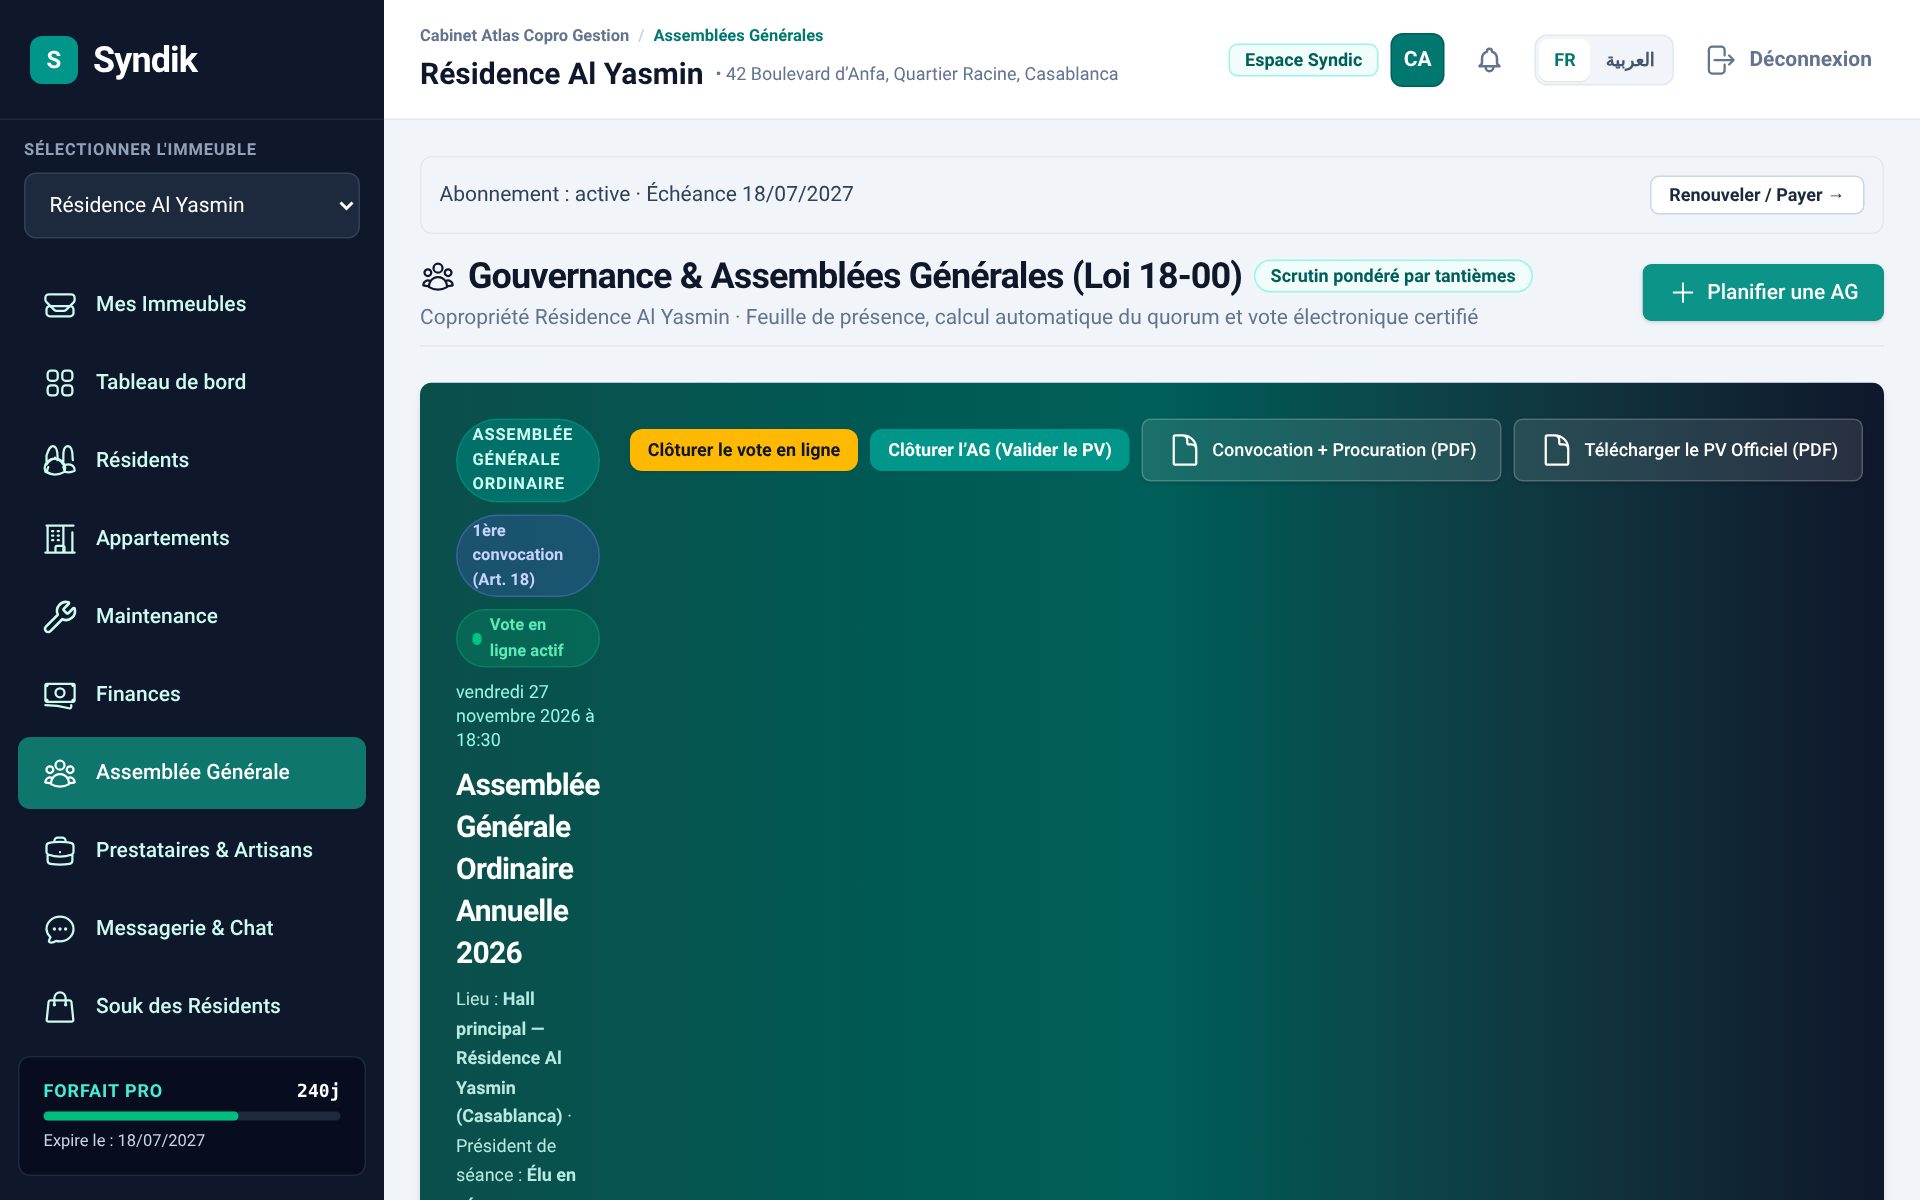 S
Syndik
SÉLECTIONNER L'IMMEUBLE
Résidence Al Yasmin
Mes Immeubles
Tableau de bord
Résidents
Appartements
Maintenance
Finances
Assemblée Générale
Prestataires & Artisans
Messagerie & Chat
Souk des Résidents
FORFAIT PRO 240j
Expire le : 18/07/2027
Cabinet Atlas Copro Gestion / Assemblées Générales
Résidence Al Yasmin • 42 Boulevard d’Anfa, Quartier Racine, Casablanca
Espace Syndic
CA
FR
العربية
Déconnexion
Abonnement : active · Échéance 18/07/2027
Renouveler / Payer →
Gouvernance & Assemblées Générales (Loi 18-00)
Scrutin pondéré par tantièmes
Copropriété Résidence Al Yasmin · Feuille de présence, calcul automatique du quorum et vote électronique certifié
Planifier une AG
ASSEMBLÉE
GÉNÉRALE
ORDINAIRE
1ère
convocation
(Art. 18)
Vote en
ligne actif
vendredi 27
novembre 2026 à
18:30
Assemblée
Générale
Ordinaire
Annuelle
2026
Lieu : Hall
principal —
Résidence Al
Yasmin
(Casablanca) ·
Président de
séance : Élu en
Clôturer le vote en ligne
Clôturer l’AG (Valider le PV)
Convocation + Procuration (PDF)
Télécharger le PV Officiel (PDF)